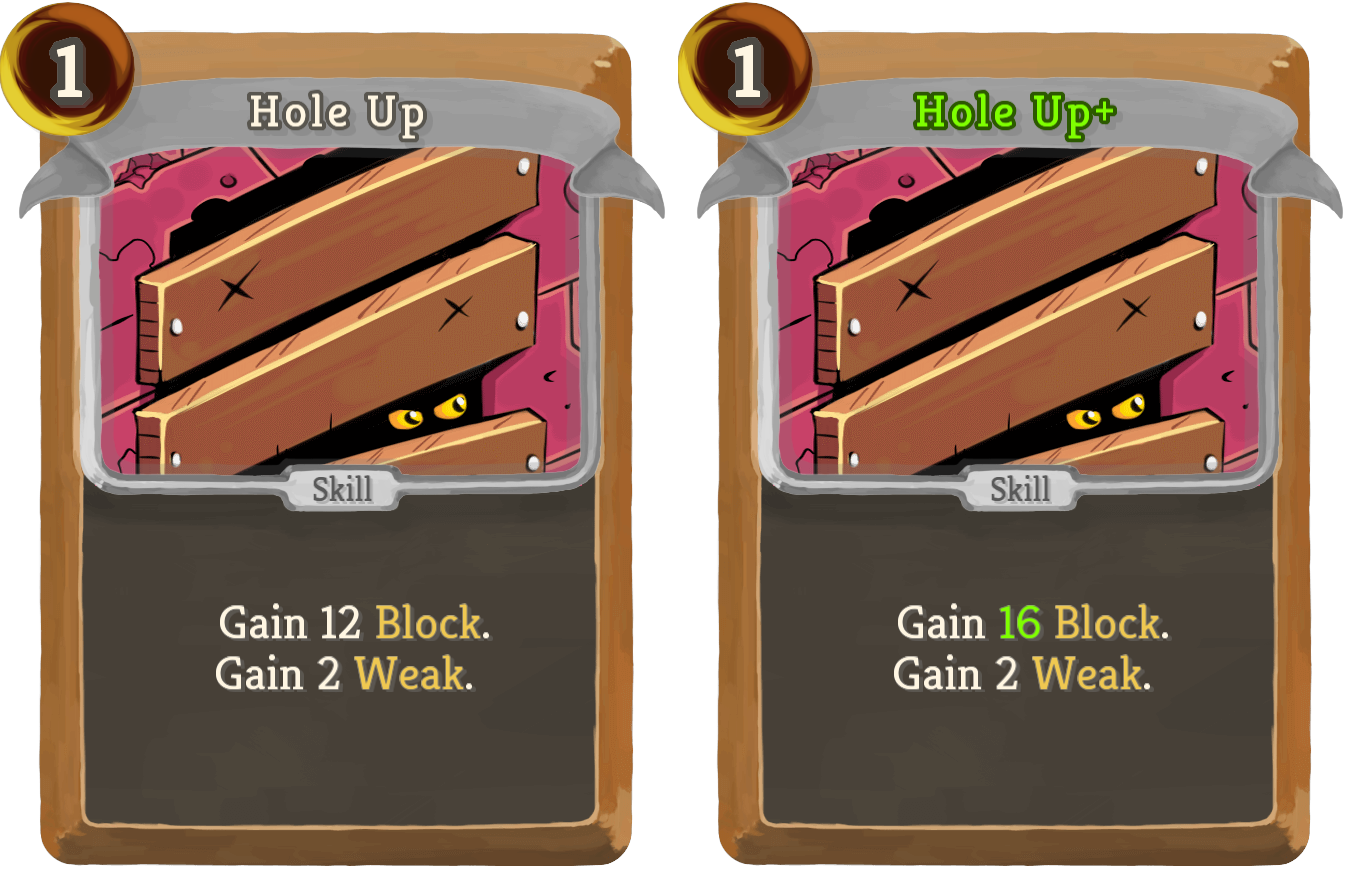 1
Hole Up
Skill
Gain 12 Block.
Gain 2 Weak.
1
Hole Up+
Skill
Gain 16 Block.
Gain 2 Weak.